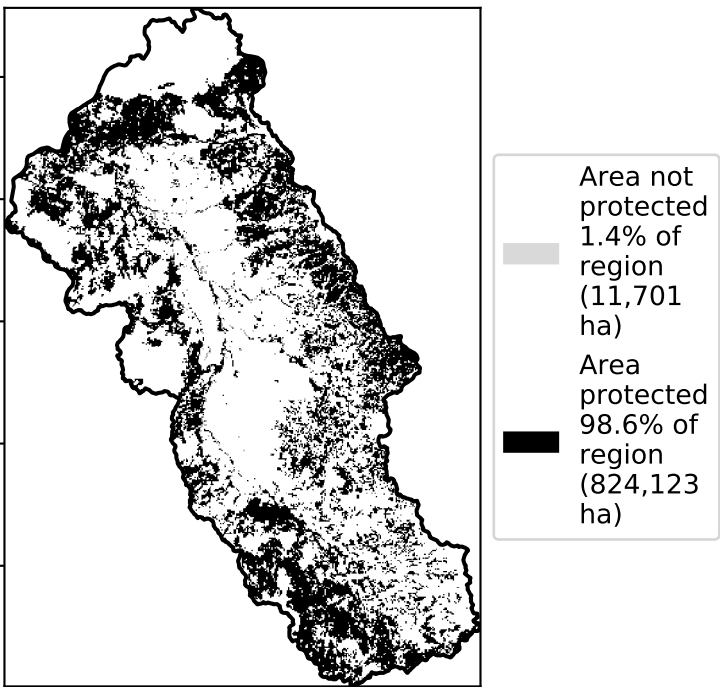 Area not
protected
1.4% of
region
(11,701
ha)
Area
protected
98.6% of
region
(824,123
ha)